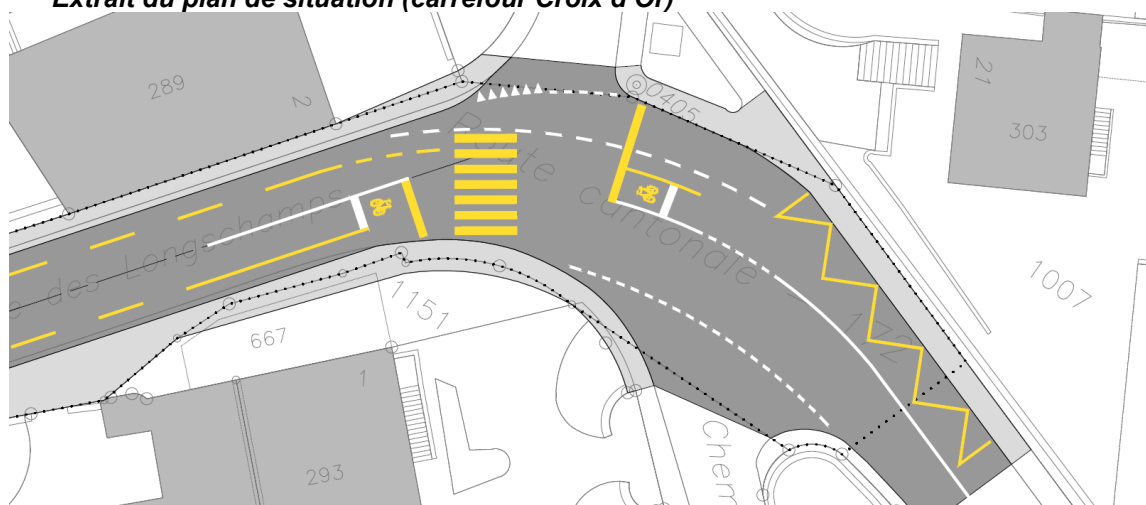 Extrait du plan de situation (carrefour Croix d'Or)
289
2
21
303
0405
Route cantonale 172
e des Longschamps
1007
1151
667
1
293
Chem